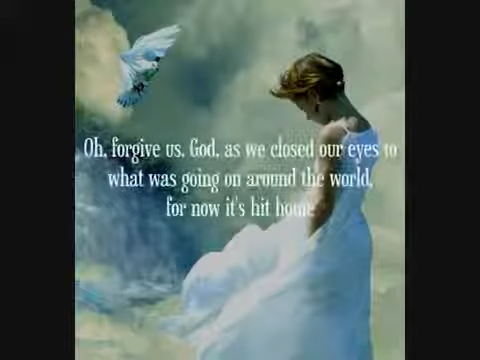 Oh, forgive us, God, as we closed our eyes to
what was going on around the world,
for now it's hit home